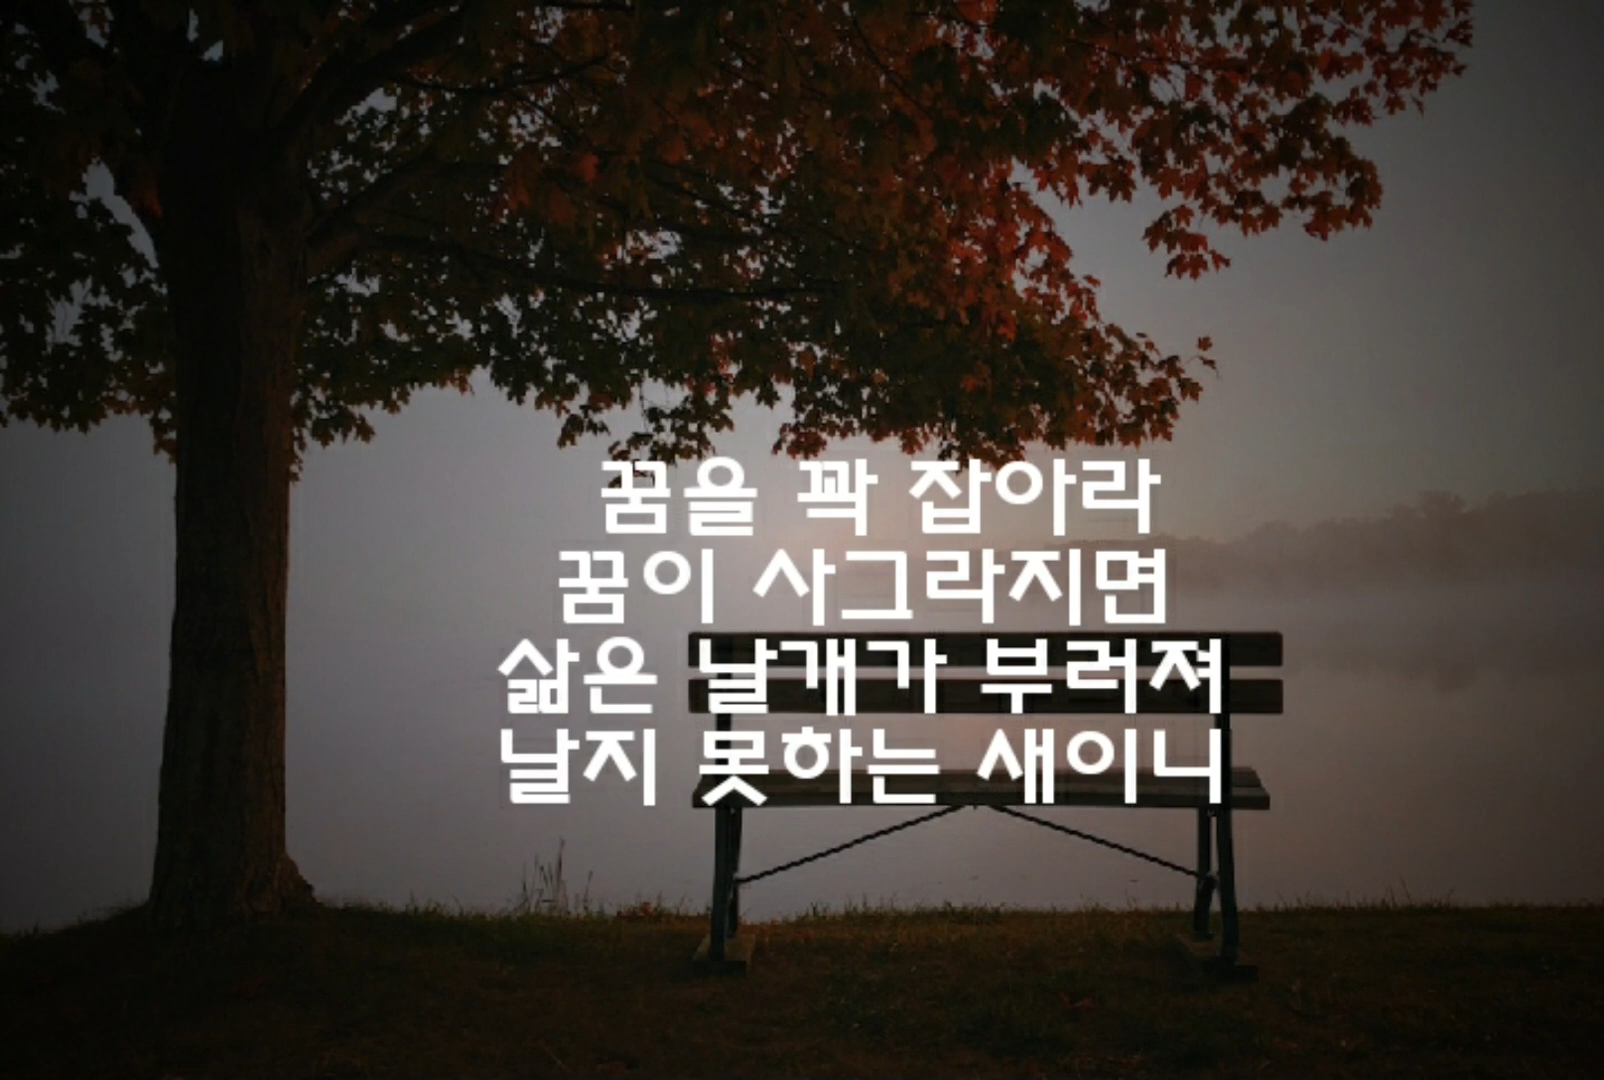 꿈을 꽉 잡아라
꿈이 사그라지면
삶은 날개가 부러져
날지 못하는 새이니